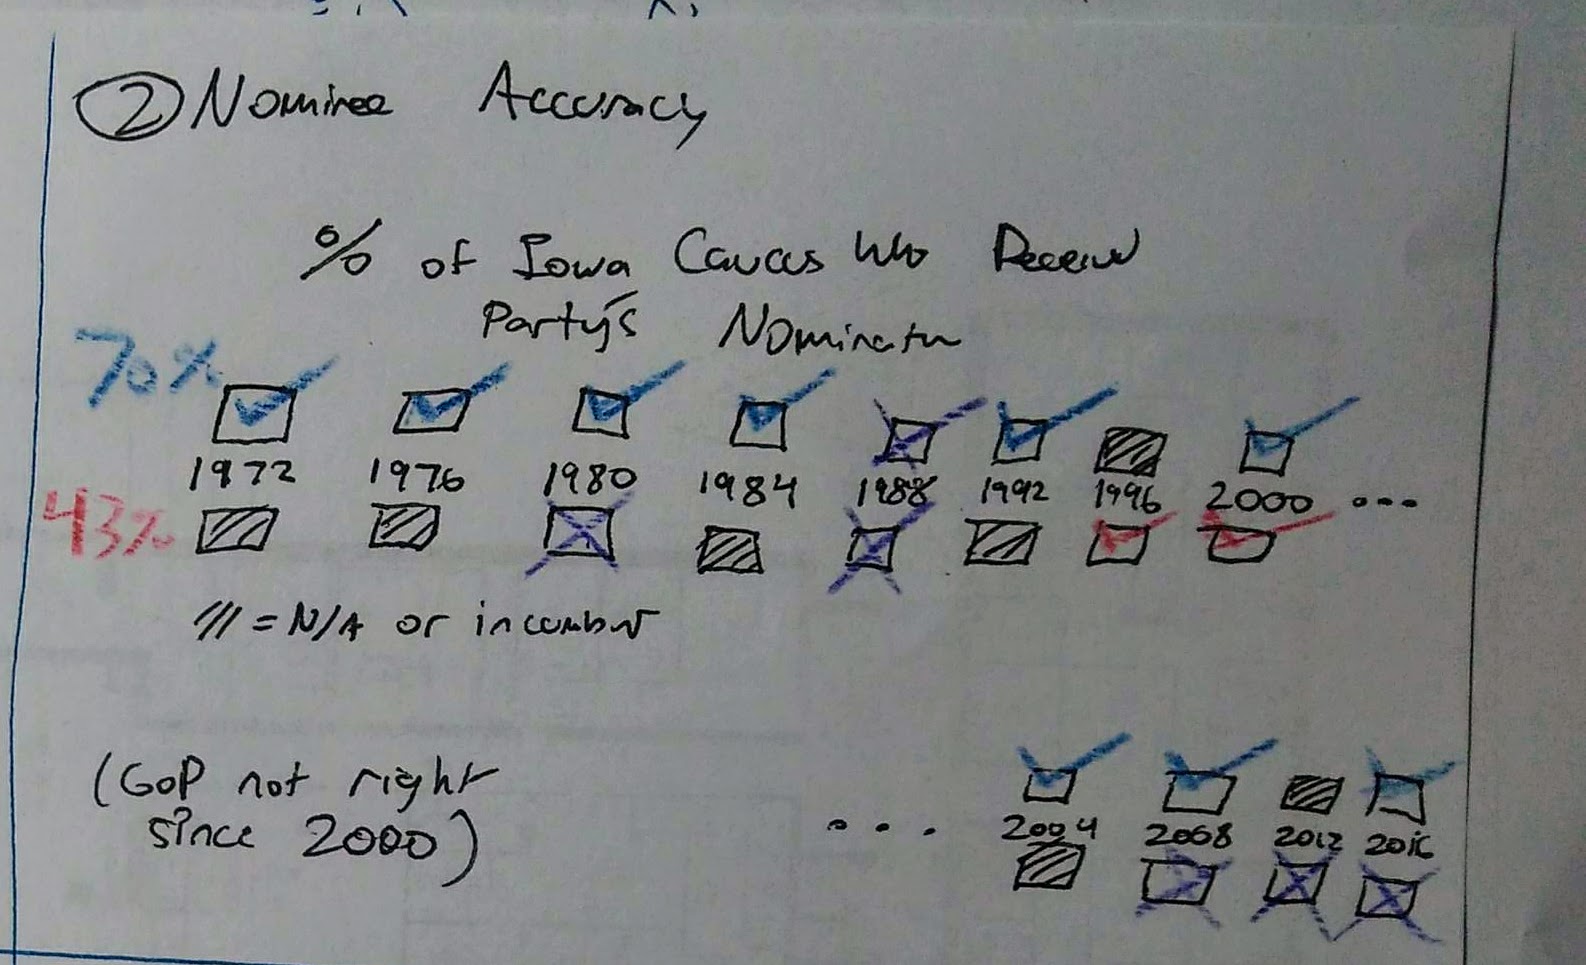 ② Nominee Accuracy
% of Iowa Caucus Who Receive
Party's Nomination
70%
1972 1976 1980 1984 1988 1992 1996 2000 ...
43%
/// = N/A or incumbent
(GOP not right
since 2000)
... 2004 2008 2012 2016